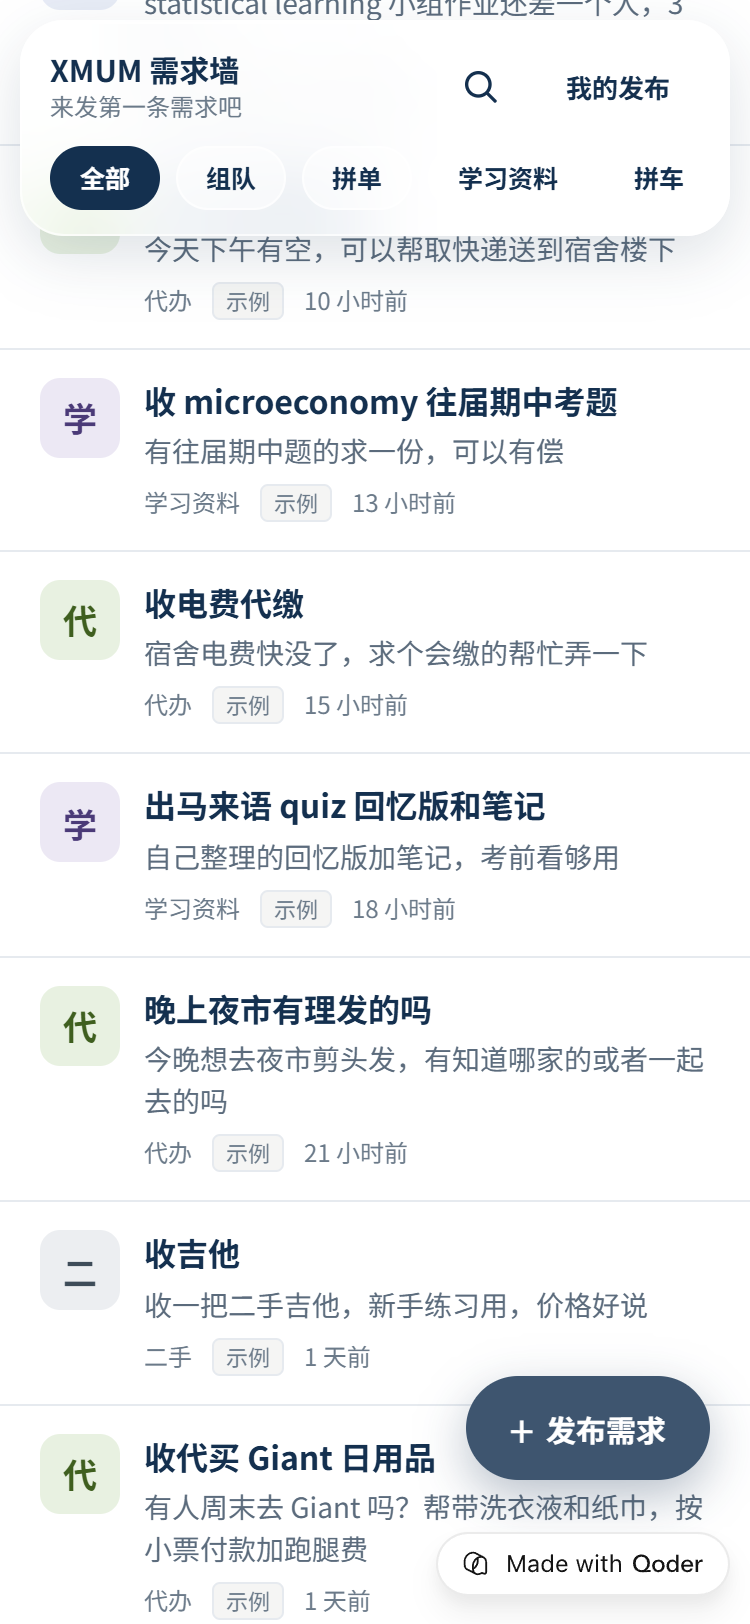 statistical learning 小组作业还差一个人，3
XMUM 需求墙
来发第一条需求吧
我的发布
全部
组队
拼单
学习资料
拼车
今天下午有空，可以帮取快递送到宿舍楼下
代办 示例 10 小时前
学
收 microeconomy 往届期中考题
有往届期中题的求一份，可以有偿
学习资料 示例 13 小时前
代
收电费代缴
宿舍电费快没了，求个会缴的帮忙弄一下
代办 示例 15 小时前
学
出马来语 quiz 回忆版和笔记
自己整理的回忆版加笔记，考前看够用
学习资料 示例 18 小时前
代
晚上夜市有理发的吗
今晚想去夜市剪头发，有知道哪家的或者一起
去的吗
代办 示例 21 小时前
二
收吉他
收一把二手吉他，新手练习用，价格好说
二手 示例 1 天前
＋ 发布需求
代
收代买 Giant 日用品
有人周末去 Giant 吗？帮带洗衣液和纸巾，按
小票付款加跑腿费
代办 示例 1 天前
Made with Qoder